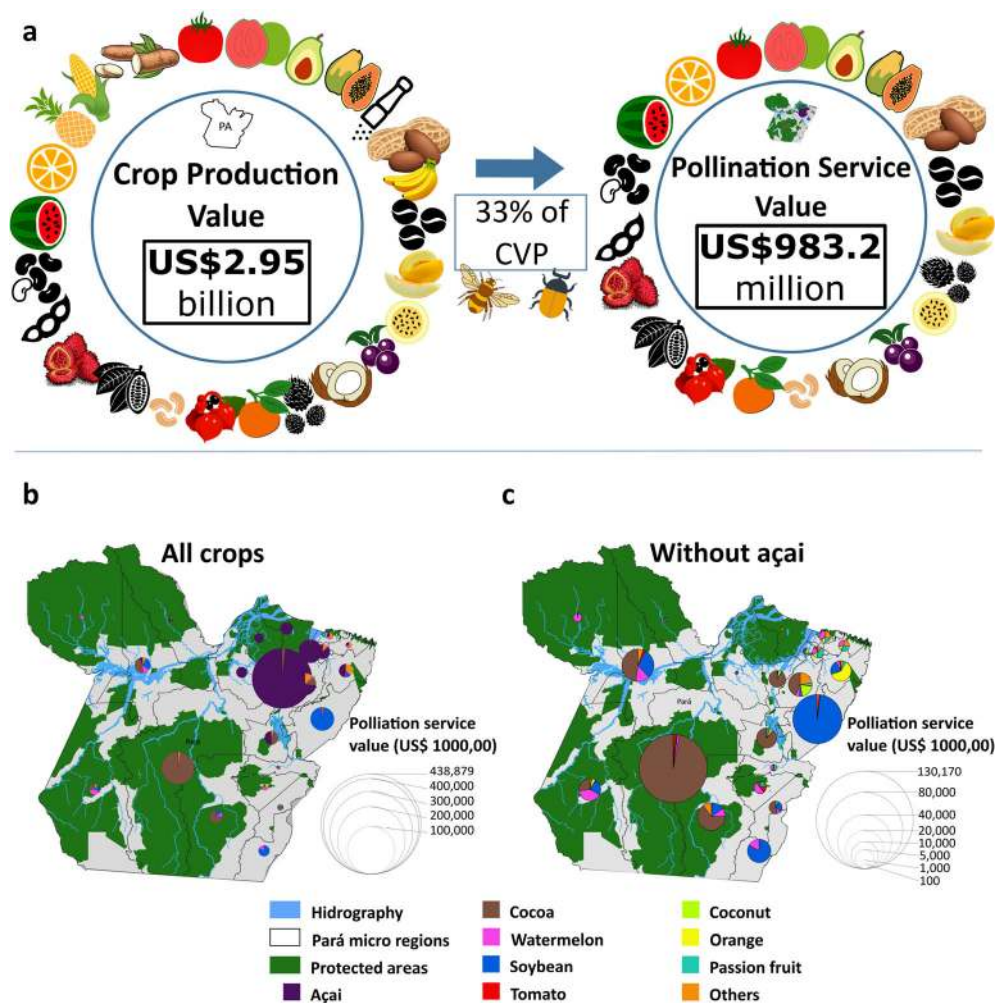 a
PA
Crop Production
Value
US$2.95
billion
33% of
CVP
Pollination Service
Value
US$983.2
million
b
All crops
Pará
Polliation service
value (US$ 1000,00)
438,879
400,000
300,000
200,000
100,000
c
Without açai
Pará
Polliation service
value (US$ 1000,00)
130,170
80,000
40,000
20,000
10,000
5,000
1,000
100
Hidrography
Pará micro regions
Protected areas
Açai
Cocoa
Watermelon
Soybean
Tomato
Coconut
Orange
Passion fruit
Others